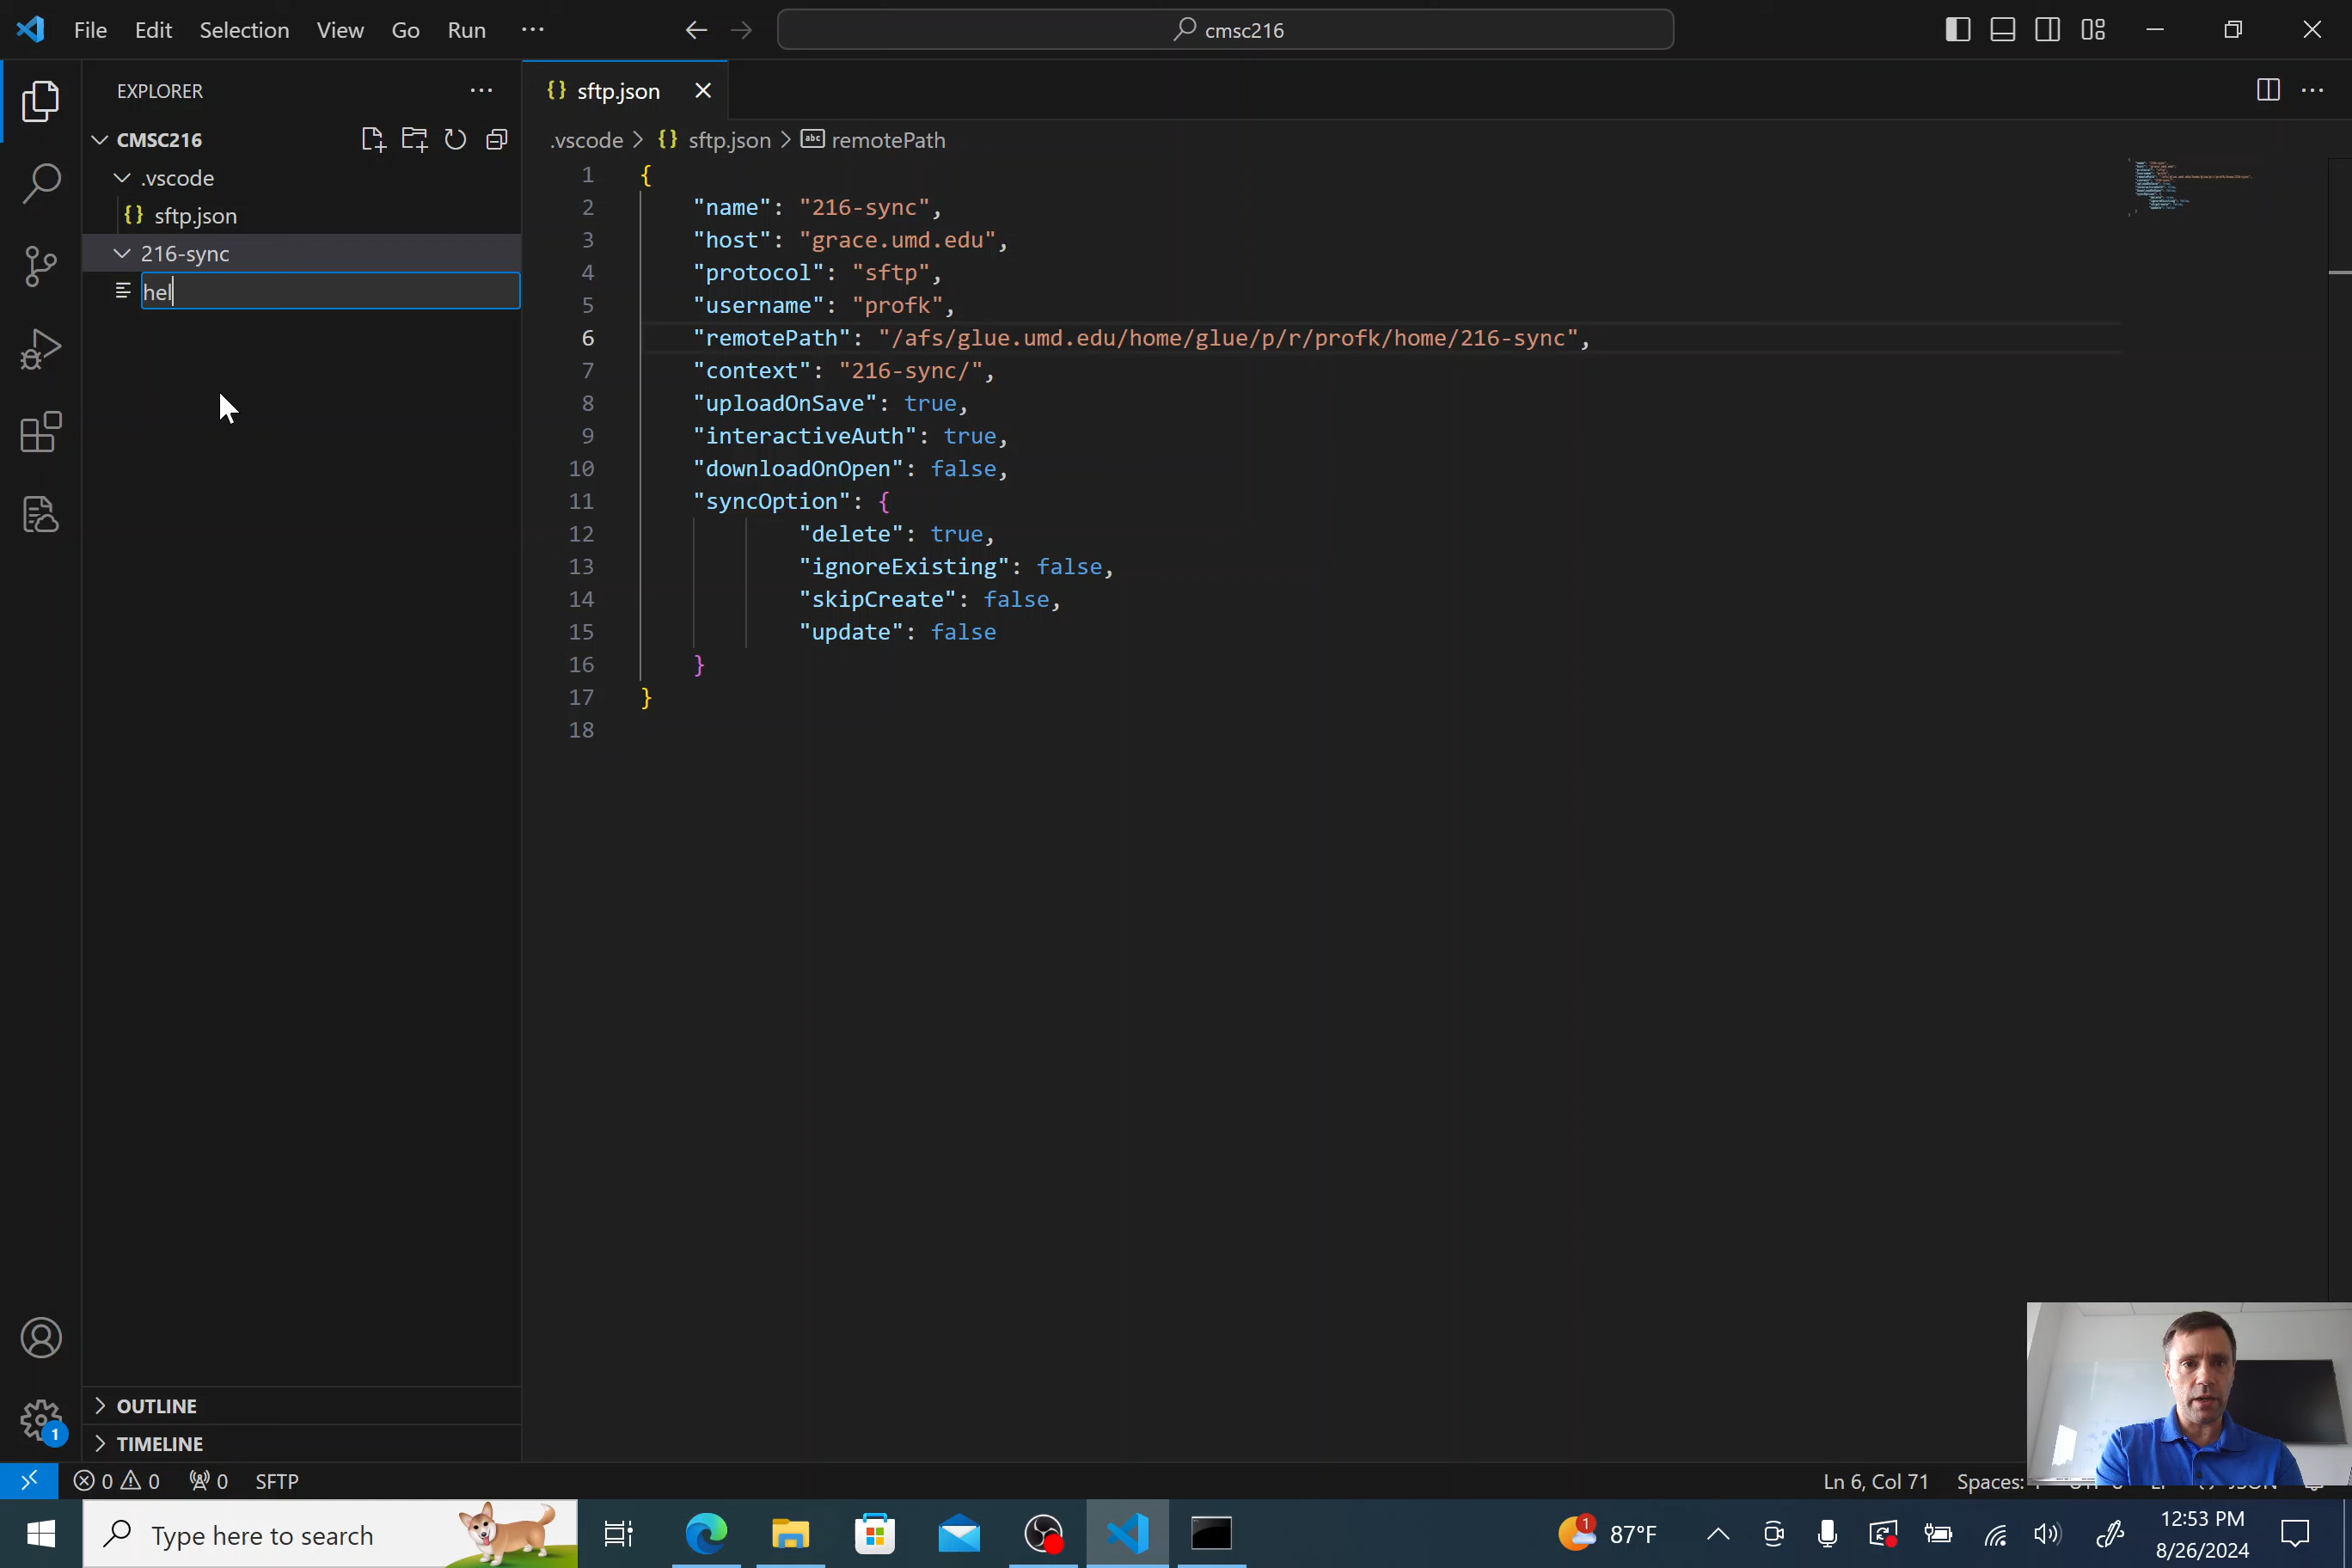 File Edit Selection View Go Run ···
cmsc216
EXPLORER
CMSC216
.vscode
{} sftp.json
216-sync
hel
OUTLINE
TIMELINE
{} sftp.json
.vscode > {} sftp.json > abc remotePath
1 {
2 "name": "216-sync",
3 "host": "grace.umd.edu",
4 "protocol": "sftp",
5 "username": "profk",
6 "remotePath": "/afs/glue.umd.edu/home/glue/p/r/profk/home/216-sync",
7 "context": "216-sync/",
8 "uploadOnSave": true,
9 "interactiveAuth": true,
10 "downloadOnOpen": false,
11 "syncOption": {
12 "delete": true,
13 "ignoreExisting": false,
14 "skipCreate": false,
15 "update": false
16 }
17 }
18
1
0 0 0 SFTP
Ln 6, Col 71 Spaces:
Type here to search
1 87°F
12:53 PM
8/26/2024